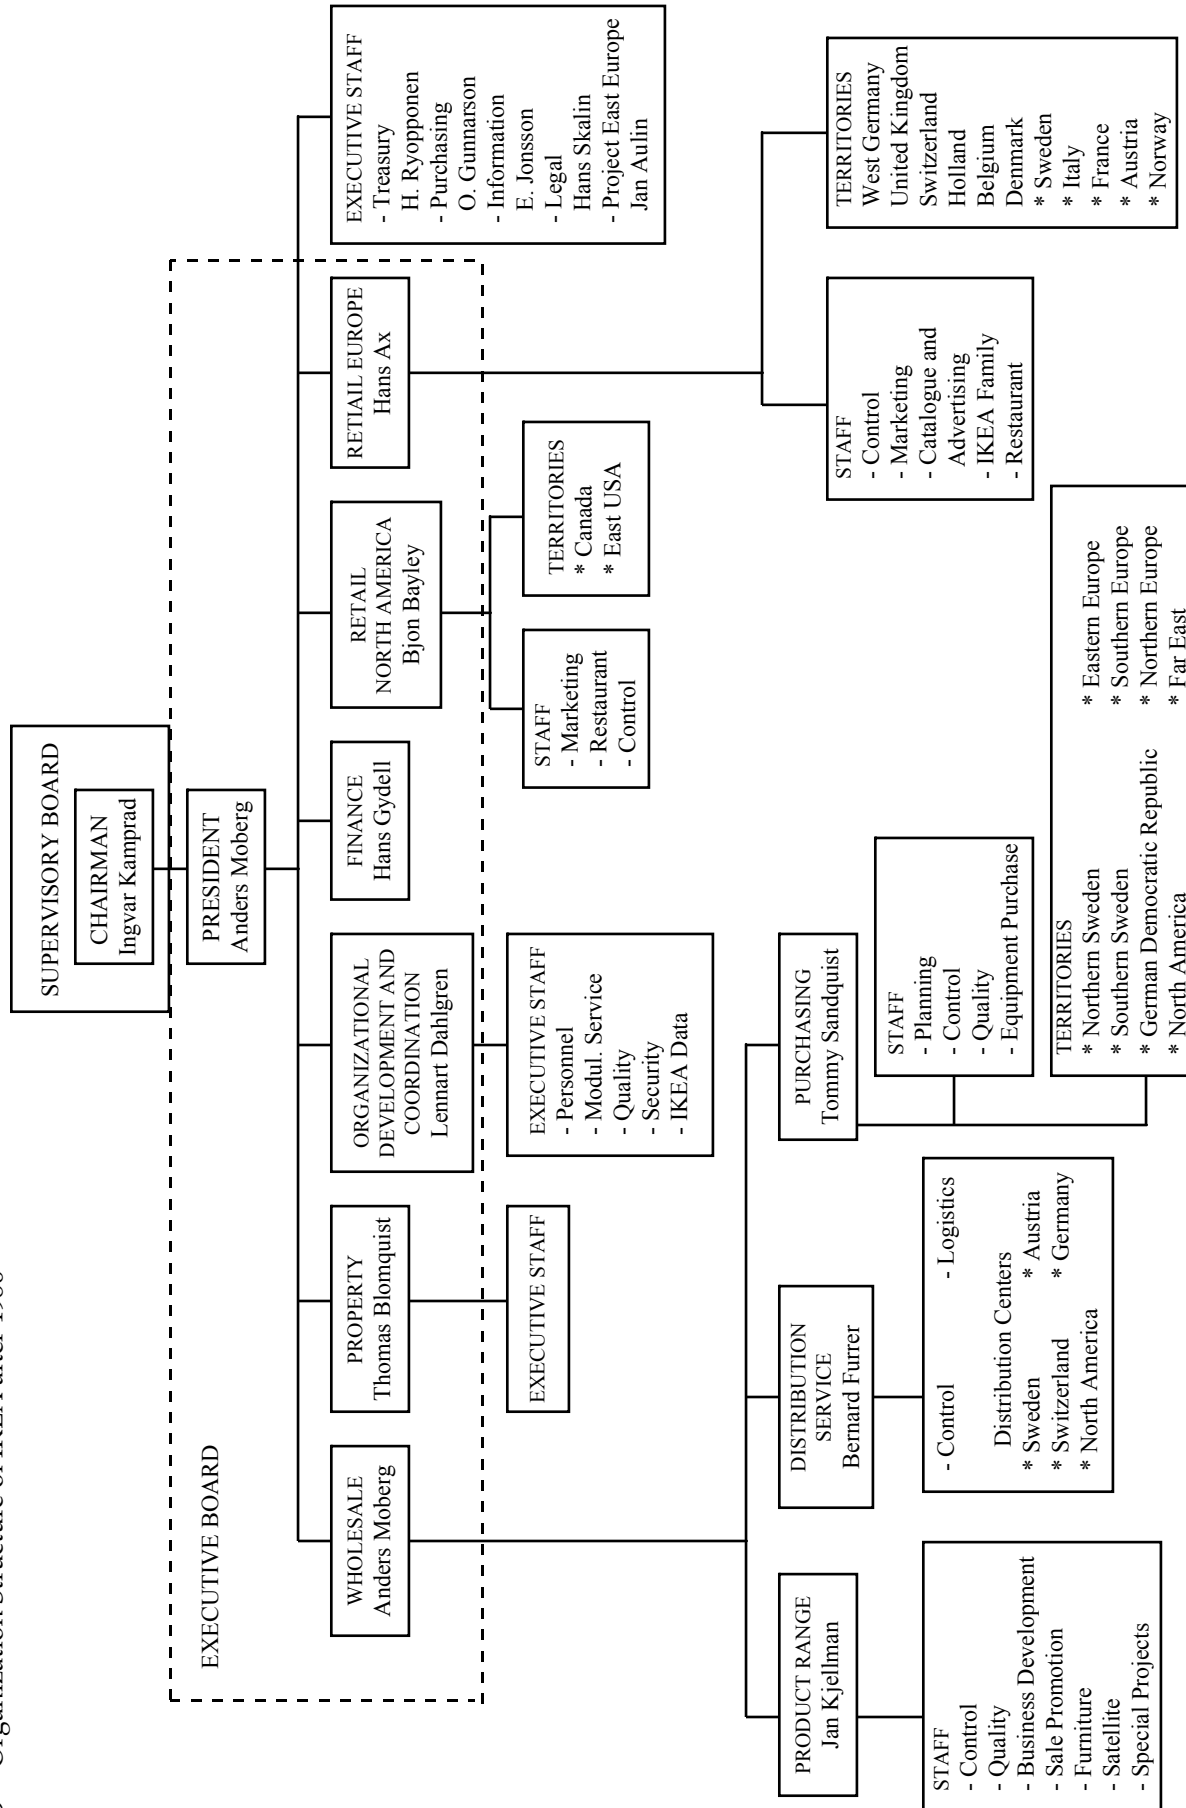 Organization Structure of IKEA after 1986
SUPERVISORY BOARD
CHAIRMAN
Ingvar Kamprad
EXECUTIVE BOARD
PRESIDENT
Anders Moberg
WHOLESALE
Anders Moberg
PROPERTY
Thomas Blomquist
ORGANIZATIONAL
DEVELOPMENT AND
COORDINATION
Lennart Dahlgren
FINANCE
Hans Gydell
RETAIL
NORTH AMERICA
Bjon Bayley
RETIAIL EUROPE
Hans Ax
EXECUTIVE STAFF
- Treasury
H. Ryopponen
- Purchasing
O. Gunnarson
- Information
E. Jonsson
- Legal
Hans Skalin
- Project East Europe
Jan Aulin
EXECUTIVE STAFF
EXECUTIVE STAFF
- Personnel
- Modul. Service
- Quality
- Security
- IKEA Data
STAFF
- Marketing
- Restaurant
- Control
TERRITORIES
* Canada
* East USA
PRODUCT RANGE
Jan Kjellman
DISTRIBUTION
SERVICE
Bernard Furrer
PURCHASING
Tommy Sandquist
STAFF
- Control
- Marketing
- Catalogue and
Advertising
- IKEA Family
- Restaurant
TERRITORIES
West Germany
United Kingdom
Switzerland
Holland
Belgium
Denmark
* Sweden
* Italy
* France
* Austria
* Norway
STAFF
- Control
- Quality
- Business Development
- Sale Promotion
- Furniture
- Satellite
- Special Projects
- Control - Logistics
Distribution Centers
* Sweden * Austria
* Switzerland * Germany
* North America
STAFF
- Planning
- Control
- Quality
- Equipment Purchase
TERRITORIES
* Northern Sweden * Eastern Europe
* Southern Sweden * Southern Europe
* German Democratic Republic * Northern Europe
* North America * Far East